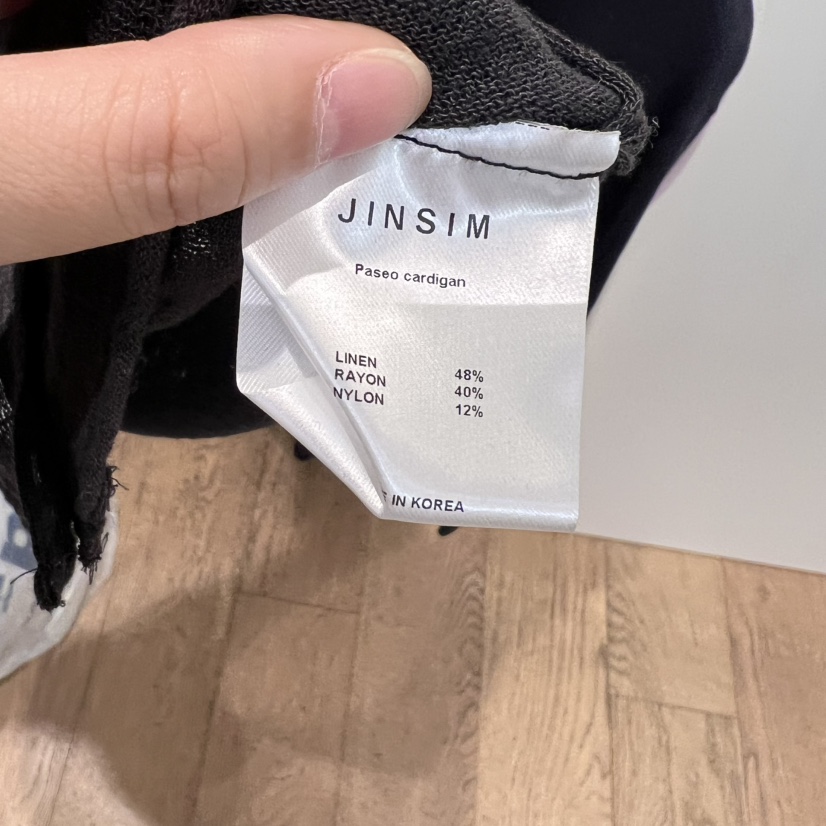 JINSIM
Paseo cardigan
LINEN 48%
RAYON 40%
NYLON 12%
IN KOREA